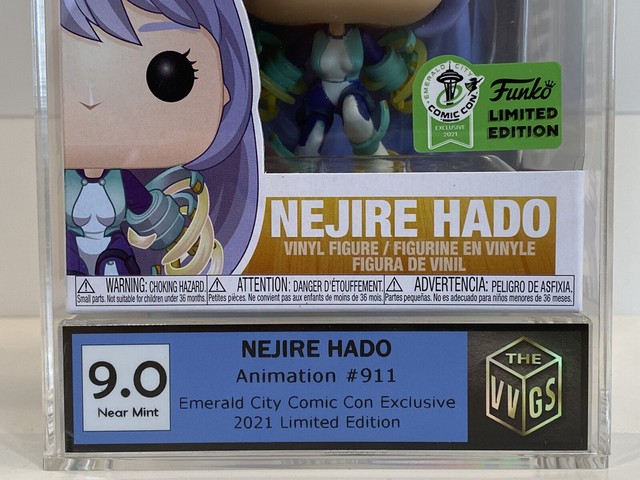 EMERALD CITY
COMIC CON
EXCLUSIVE
2021
Funko
LIMITED
EDITION
NEJIRE HADO
VINYL FIGURE / FIGURINE EN VINYLE
FIGURA DE VINIL
WARNING: CHOKING HAZARD.
Small parts. Not suitable for children under 36 months.
ATTENTION: DANGER D'ÉTOUFFEMENT.
Petites pièces. Ne convient pas aux enfants de moins de 36 mois.
ADVERTENCIA: PELIGRO DE ASFIXIA.
Partes pequeñas. No es adecuado para niños menores de 36 meses.
9.0
Near Mint
NEJIRE HADO
Animation #911
Emerald City Comic Con Exclusive
2021 Limited Edition
THE
VVGS